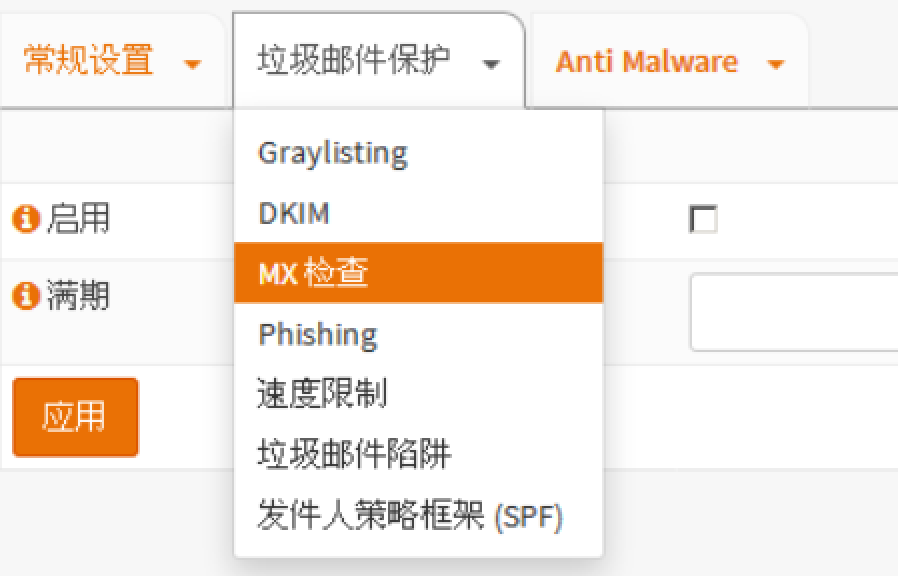 常规设置
垃圾邮件保护
Anti Malware
Graylisting
DKIM
启用
MX 检查
满期
Phishing
速度限制
应用
垃圾邮件陷阱
发件人策略框架 (SPF)